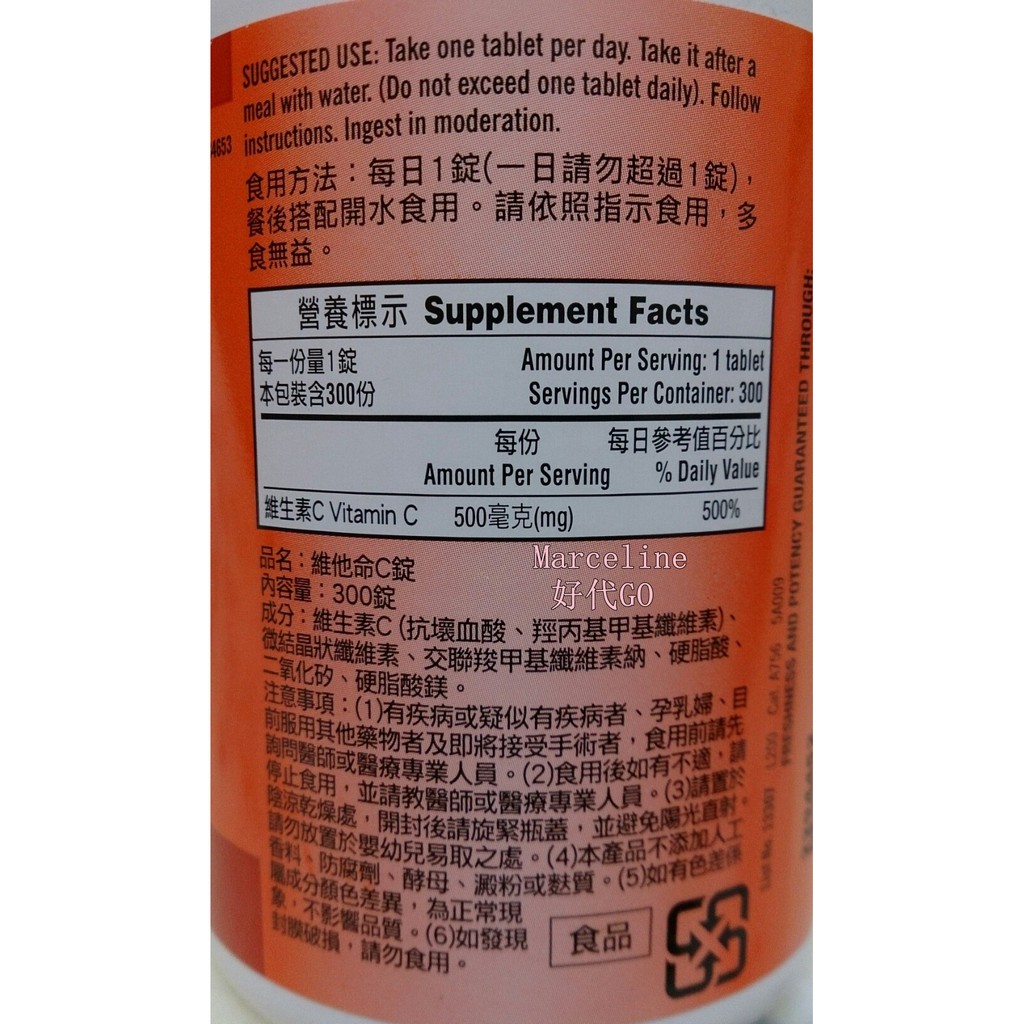 SUGGESTED USE: Take one tablet per day. Take it after a
meal with water. (Do not exceed one tablet daily). Follow
instructions. Ingest in moderation.
4653
食用方法：每日1錠(一日請勿超過1錠)，
餐後搭配開水食用。請依照指示食用，多
食無益。
營養標示 Supplement Facts
每一份量1錠 Amount Per Serving: 1 tablet
本包裝含300份 Servings Per Container: 300
每份 每日參考值百分比
Amount Per Serving % Daily Value
維生素C Vitamin C 500毫克(mg) 500%
Marceline
好代GO
品名：維他命C錠
內容量：300錠
成分：維生素C (抗壞血酸、羥丙基甲基纖維素)、
微結晶狀纖維素、交聯羧甲基纖維素納、硬脂酸、
二氧化矽、硬脂酸鎂。
注意事項：(1)有疾病或疑似有疾病者、孕乳婦、目
前服用其他藥物者及即將接受手術者，食用前請先
詢問醫師或醫療專業人員。(2)食用後如有不適，請
停止食用，並請教醫師或醫療專業人員。(3)請置於
陰涼乾燥處，開封後請旋緊瓶蓋，並避免陽光直射。
請勿放置於嬰幼兒易取之處。(4)本產品不添加人工
香料、防腐劑、酵母、澱粉或麩質。(5)如有色差係
屬成分顏色差異，為正常現
象，不影響品質。(6)如發現
封膜破損，請勿食用。
食品
FRESHNESS AND POTENCY GUARANTEED THROUGH:
L200 Cat. A756 5A009